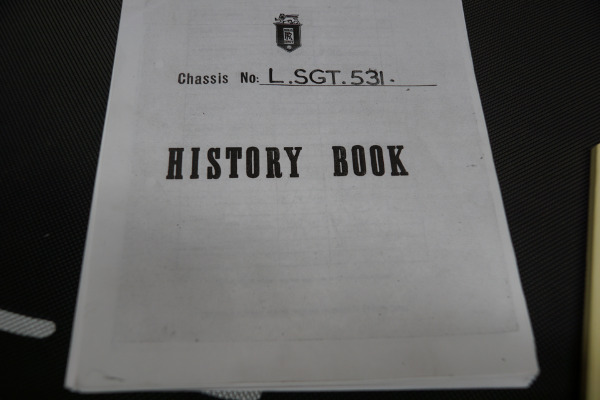 Chassis No: L.SGT.531.
HISTORY BOOK